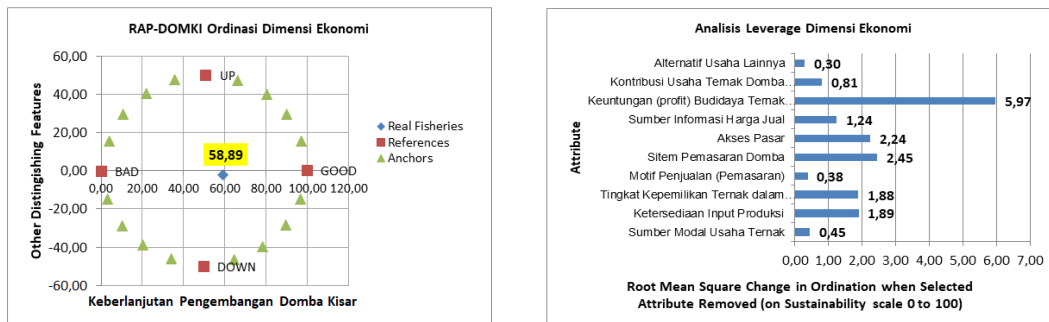 RAP-DOMKI Ordinasi Dimensi Ekonomi
60,00
40,00
20,00
0,00
-20,00
-40,00
-60,00
Other Distingishing Features
UP
58,89
BAD
GOOD
DOWN
0,00 20,00 40,00 60,00 80,00 100,00 120,00
Keberlanjutan Pengembangan Domba Kisar
Real Fisheries
References
Anchors
Analisis Leverage Dimensi Ekonomi
Attribute
Alternatif Usaha Lainnya 0,30
Kontribusi Usaha Ternak Domba… 0,81
Keuntungan (profit) Budidaya Ternak… 5,97
Sumber Informasi Harga Jual 1,24
Akses Pasar 2,24
Sitem Pemasaran Domba 2,45
Motif Penjualan (Pemasaran) 0,38
Tingkat Kepemilikan Ternak dalam… 1,88
Ketersediaan Input Produksi 1,89
Sumber Modal Usaha Ternak 0,45
0,00 1,00 2,00 3,00 4,00 5,00 6,00 7,00
Root Mean Square Change in Ordination when Selected
Attribute Removed (on Sustainability scale 0 to 100)